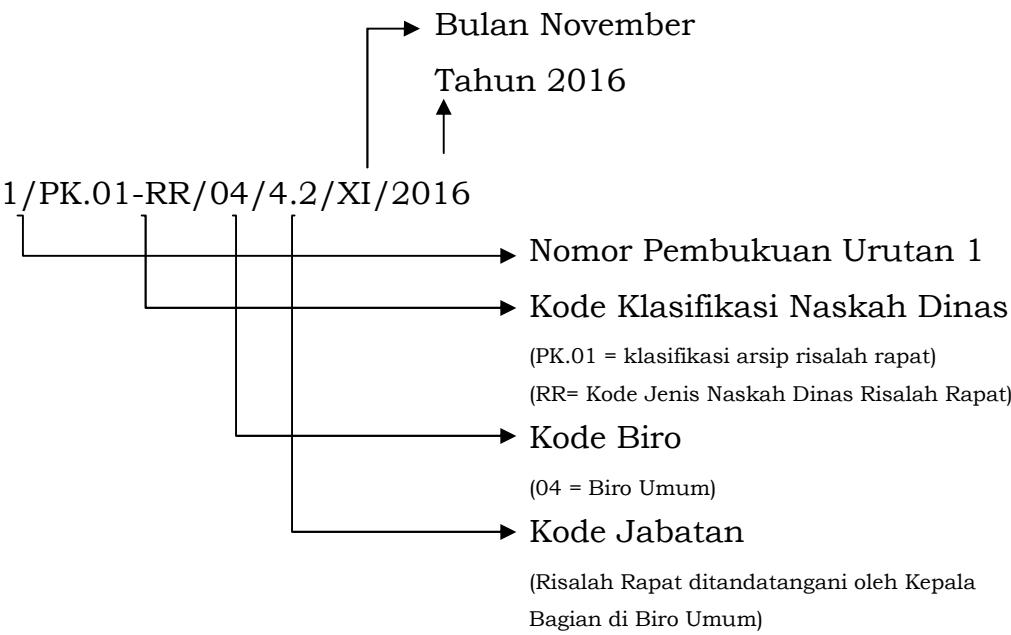 Bulan November
Tahun 2016
1/PK.01-RR/04/4.2/XI/2016
Nomor Pembukuan Urutan 1
Kode Klasifikasi Naskah Dinas
(PK.01 = klasifikasi arsip risalah rapat)
(RR= Kode Jenis Naskah Dinas Risalah Rapat)
Kode Biro
(04 = Biro Umum)
Kode Jabatan
(Risalah Rapat ditandatangani oleh Kepala
Bagian di Biro Umum)